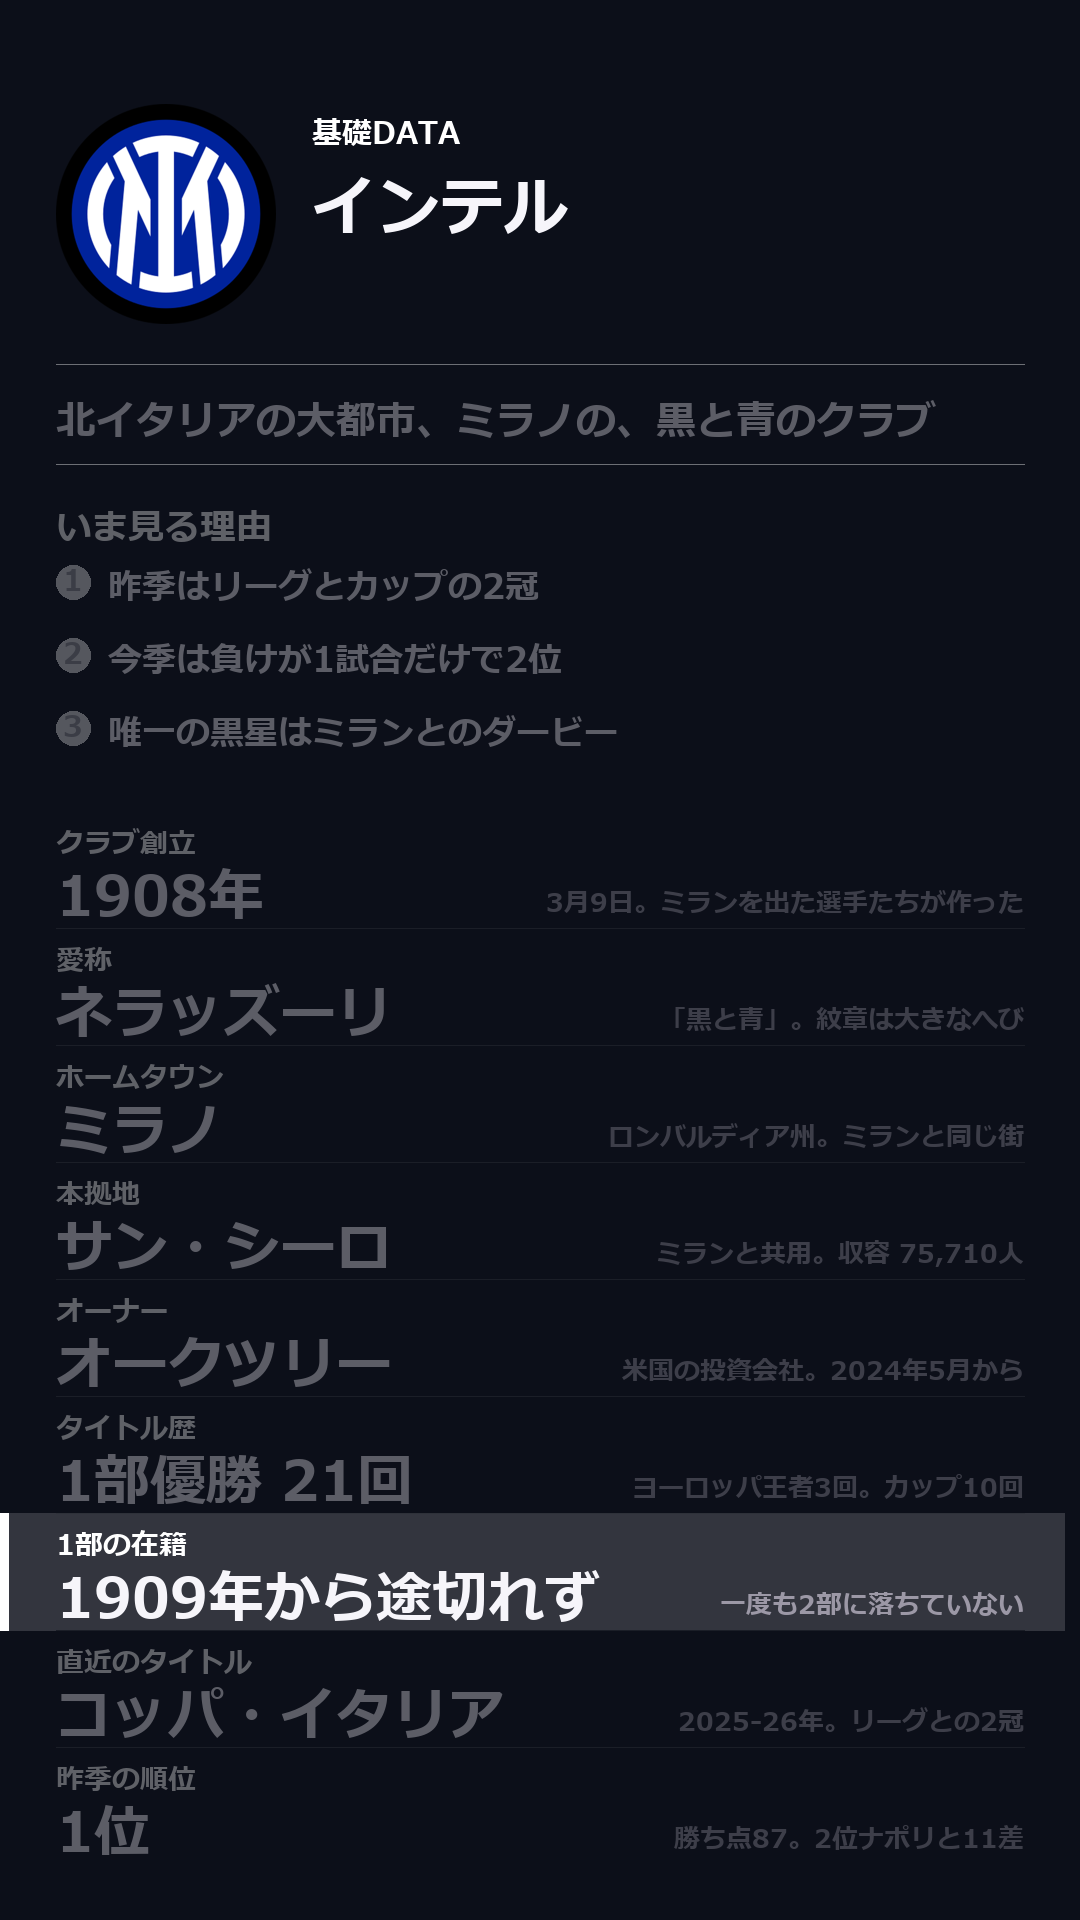 基礎DATA
インテル
北イタリアの大都市、ミラノの、黒と青のクラブ
いま見る理由
1 昨季はリーグとカップの2冠
2 今季は負けが1試合だけで2位
3 唯一の黒星はミランとのダービー
クラブ創立
1908年 3月9日。ミランを出た選手たちが作った
愛称
ネラッズーリ 「黒と青」。紋章は大きなへび
ホームタウン
ミラノ ロンバルディア州。ミランと同じ街
本拠地
サン・シーロ ミランと共用。収容 75,710人
オーナー
オークツリー 米国の投資会社。2024年5月から
タイトル歴
1部優勝 21回 ヨーロッパ王者3回。カップ10回
1部の在籍
1909年から途切れず 一度も2部に落ちていない
直近のタイトル
コッパ・イタリア 2025-26年。リーグとの2冠
昨季の順位
1位 勝ち点87。2位ナポリと11差